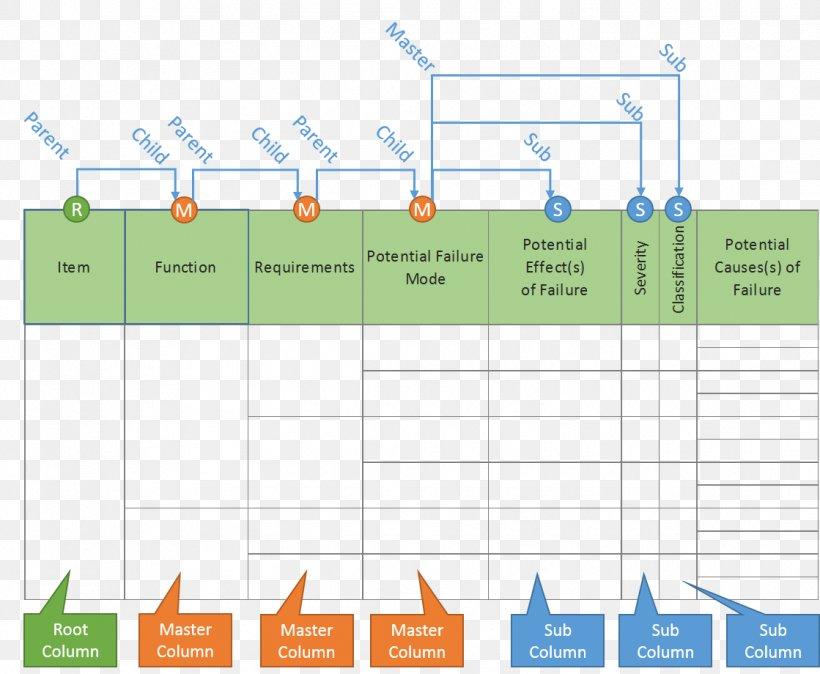 Master
Sub
Sub
Parent
Child
Parent
Child
Parent
Child
Sub
R
M
M
M
S
S
S
Item
Function
Requirements
Potential Failure
Mode
Potential
Effect(s)
of Failure
Severity
Classification
Potential
Causes(s) of
Failure
Root
Column
Master
Column
Master
Column
Master
Column
Sub
Column
Sub
Column
Sub
Column